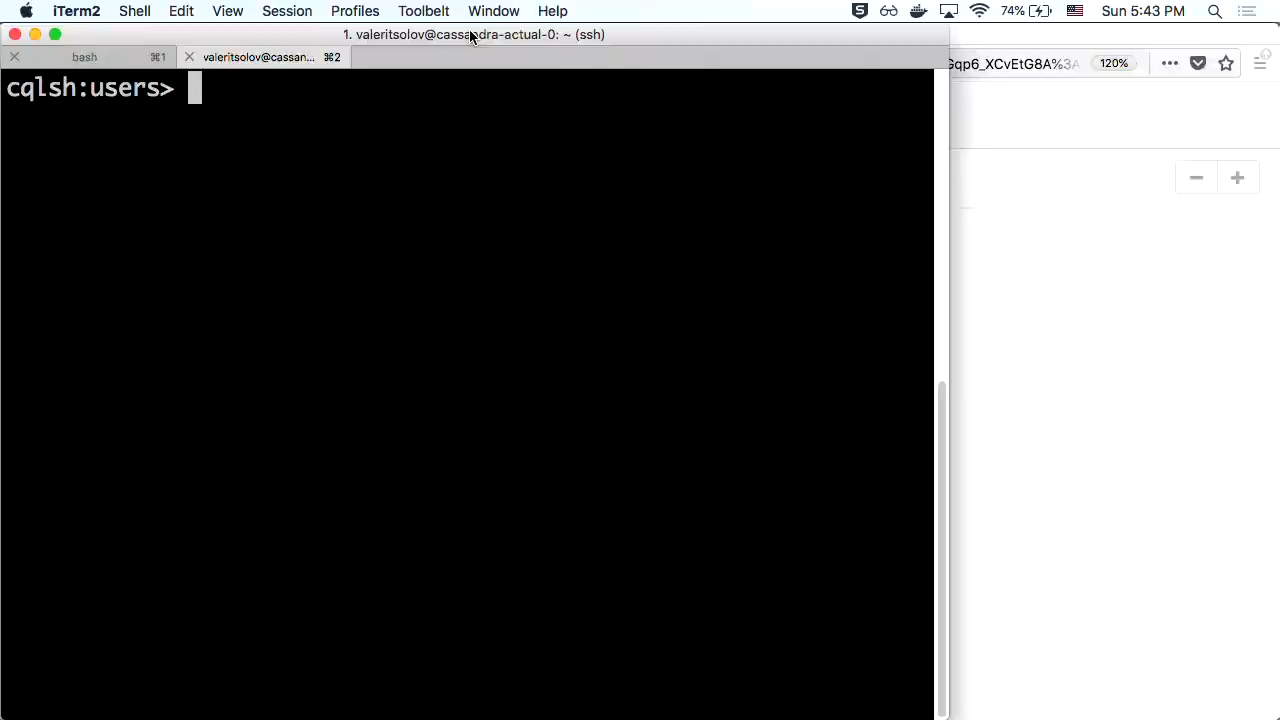 iTerm2 Shell Edit View Session Profiles Toolbelt Window Help 74% Sun 5:43 PM
1. valeritsolov@cassandra-actual-0: ~ (ssh)
bash ⌘1 valeritsolov@cassan... ⌘2
Gqp6_XCvEtG8A%3A 120%
cqlsh:users>